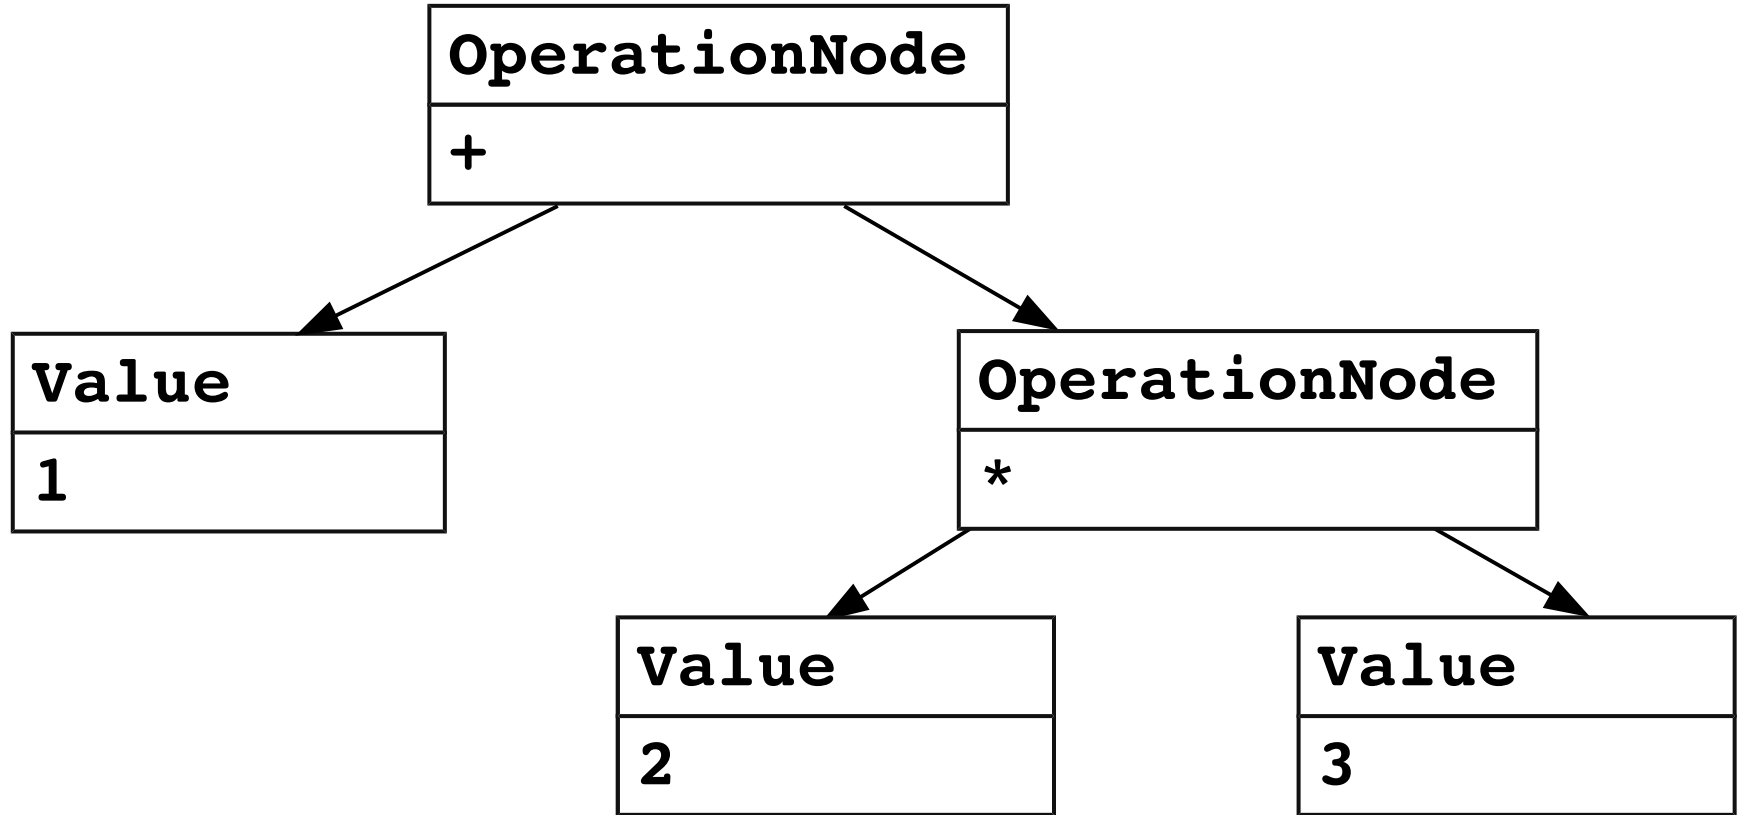 OperationNode
+
Value
1
OperationNode
*
Value
2
Value
3